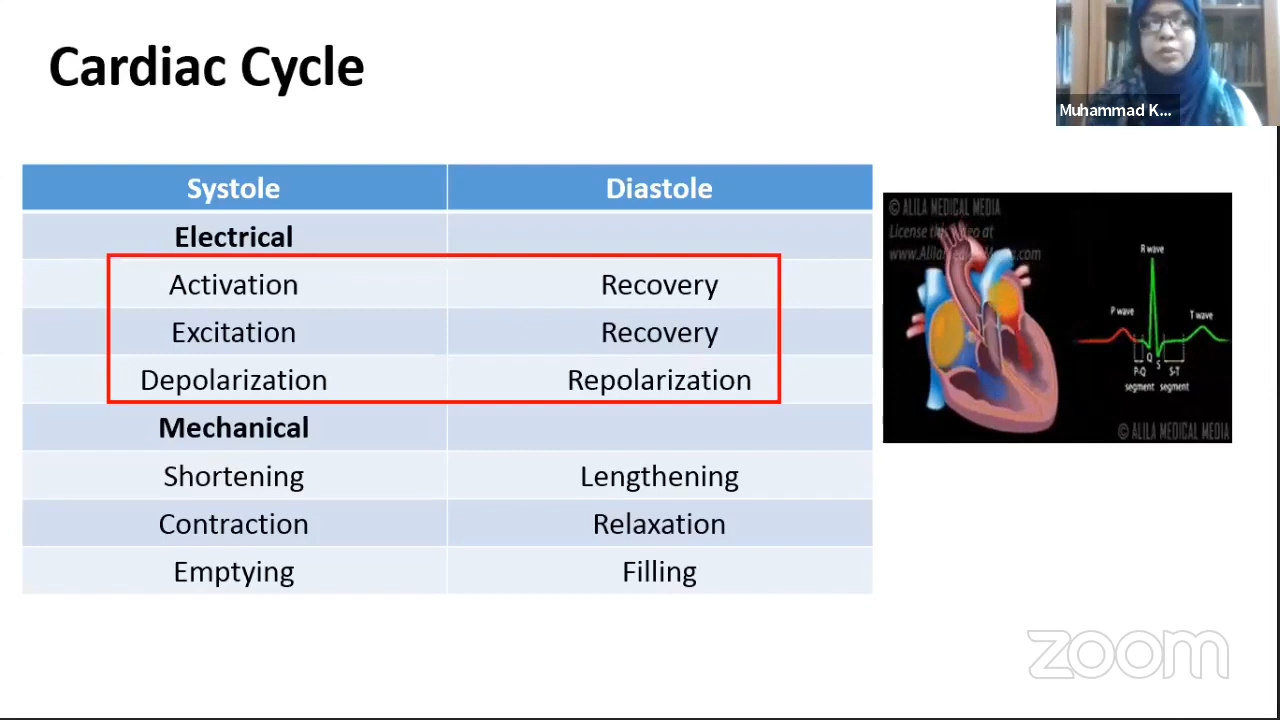 Cardiac Cycle
Muhammad K...
Systole Diastole
Electrical
Activation Recovery
Excitation Recovery
Depolarization Repolarization
Mechanical
Shortening Lengthening
Contraction Relaxation
Emptying Filling
© ALILA MEDICAL MEDIA
License this video at
www.AlilaMedicalMedia.com
R wave
P wave
T wave
Q
S
P-Q
segment
S-T
segment
© ALILA MEDICAL MEDIA
zoom